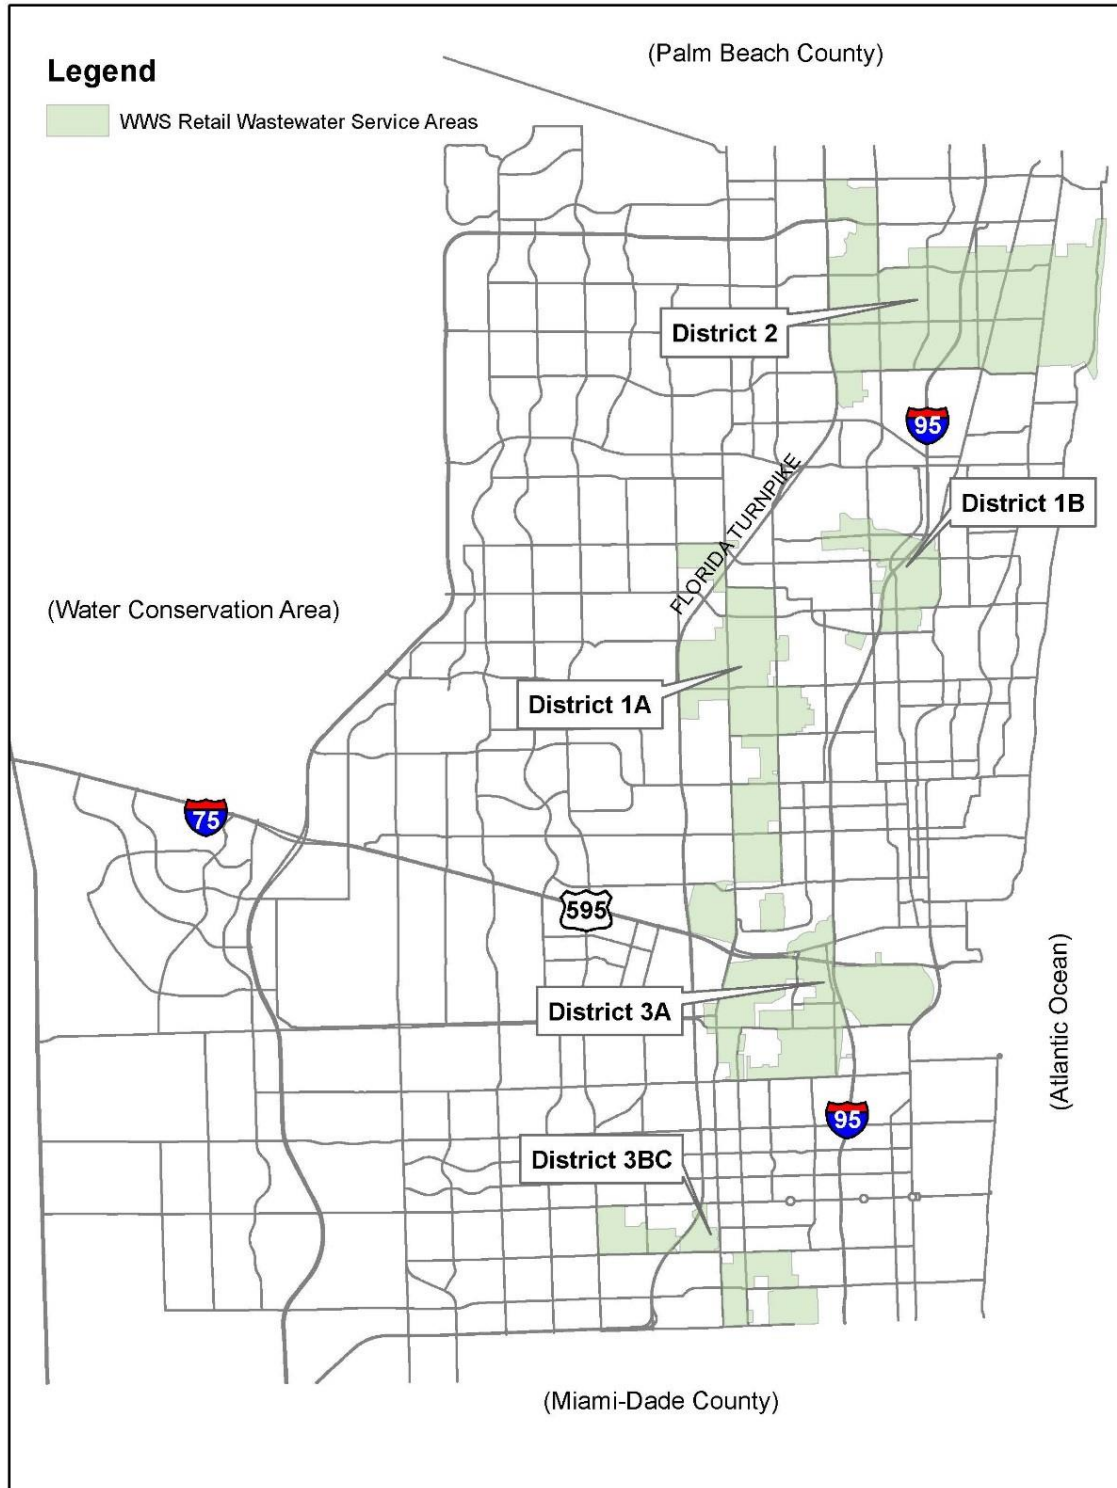 (Palm Beach County)
Legend
WWS Retail Wastewater Service Areas
District 2
95
FLORIDA TURNPIKE
District 1B
(Water Conservation Area)
District 1A
75
595
District 3A
(Atlantic Ocean)
95
District 3BC
(Miami-Dade County)